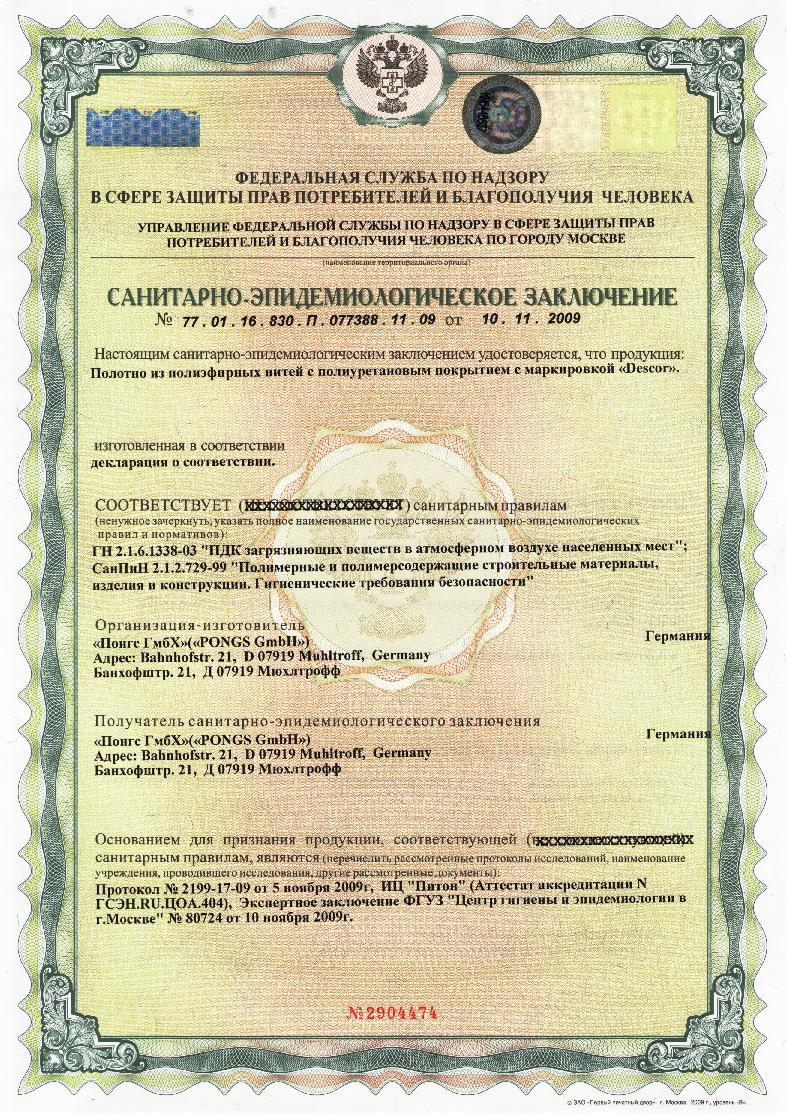 ФЕДЕРАЛЬНАЯ СЛУЖБА ПО НАДЗОРУ
В СФЕРЕ ЗАЩИТЫ ПРАВ ПОТРЕБИТЕЛЕЙ И БЛАГОПОЛУЧИЯ ЧЕЛОВЕКА
УПРАВЛЕНИЕ ФЕДЕРАЛЬНОЙ СЛУЖБЫ ПО НАДЗОРУ В СФЕРЕ ЗАЩИТЫ ПРАВ
ПОТРЕБИТЕЛЕЙ И БЛАГОПОЛУЧИЯ ЧЕЛОВЕКА ПО ГОРОДУ МОСКВЕ
(наименование территориального органа)
САНИТАРНО-ЭПИДЕМИОЛОГИЧЕСКОЕ ЗАКЛЮЧЕНИЕ
№ 77.01.16.830.П.077388.11.09 от 10.11.2009
Настоящим санитарно-эпидемиологическим заключением удостоверяется, что продукция:
Полотно из полиэфирных нитей с полиуретановым покрытием с маркировкой «Descor».
изготовленная в соответствии
декларация о соответствии.
СООТВЕТСТВУЕТ ( ) санитарным правилам
(ненужное зачеркнуть, указать полное наименование государственных санитарно-эпидемиологических
правил и нормативов):
ГН 2.1.6.1338-03 "ПДК загрязняющих веществ в атмосферном воздухе населенных мест";
СанПиН 2.1.2.729-99 "Полимерные и полимерсодержащие строительные материалы,
изделия и конструкции. Гигиенические требования безопасности"
Организация-изготовитель
«Понгс ГмбХ»(«PONGS GmbH») Германия
Адрес: Bahnhofstr. 21, D 07919 Muhltroff, Germany
Банхофштр. 21, Д 07919 Мюхлтрофф
Получатель санитарно-эпидемиологического заключения
«Понгс ГмбХ»(«PONGS GmbH») Германия
Адрес: Bahnhofstr. 21, D 07919 Muhltroff, Germany
Банхофштр. 21, Д 07919 Мюхлтрофф
Основанием для признания продукции, соответствующей (
санитарным правилам, являются (перечислить рассмотренные протоколы исследований, наименование
учреждения, проводившего исследования, другие рассмотренные документы):
Протокол № 2199-17-09 от 5 ноября 2009г, ИЦ "Питон" (Аттестат аккредитации N
ГСЭН.RU.ЦОА.404), Экспертное заключение ФГУЗ "Центр гигиены и эпидемиологии в
г.Москве" № 80724 от 10 ноября 2009г.
№2904474
© ЗАО "Первый печатный двор" г. Москва. 2009 г., уровень «В».